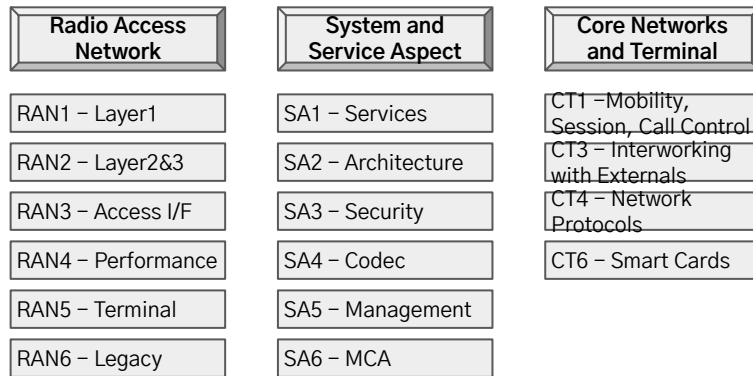 Radio Access
Network
RAN1 – Layer1
RAN2 – Layer2&3
RAN3 – Access I/F
RAN4 – Performance
RAN5 – Terminal
RAN6 – Legacy
System and
Service Aspect
SA1 – Services
SA2 – Architecture
SA3 – Security
SA4 – Codec
SA5 – Management
SA6 – MCA
Core Networks
and Terminal
CT1 –Mobility,
Session, Call Control
CT3 – Interworking
with Externals
CT4 – Network
Protocols
CT6 – Smart Cards